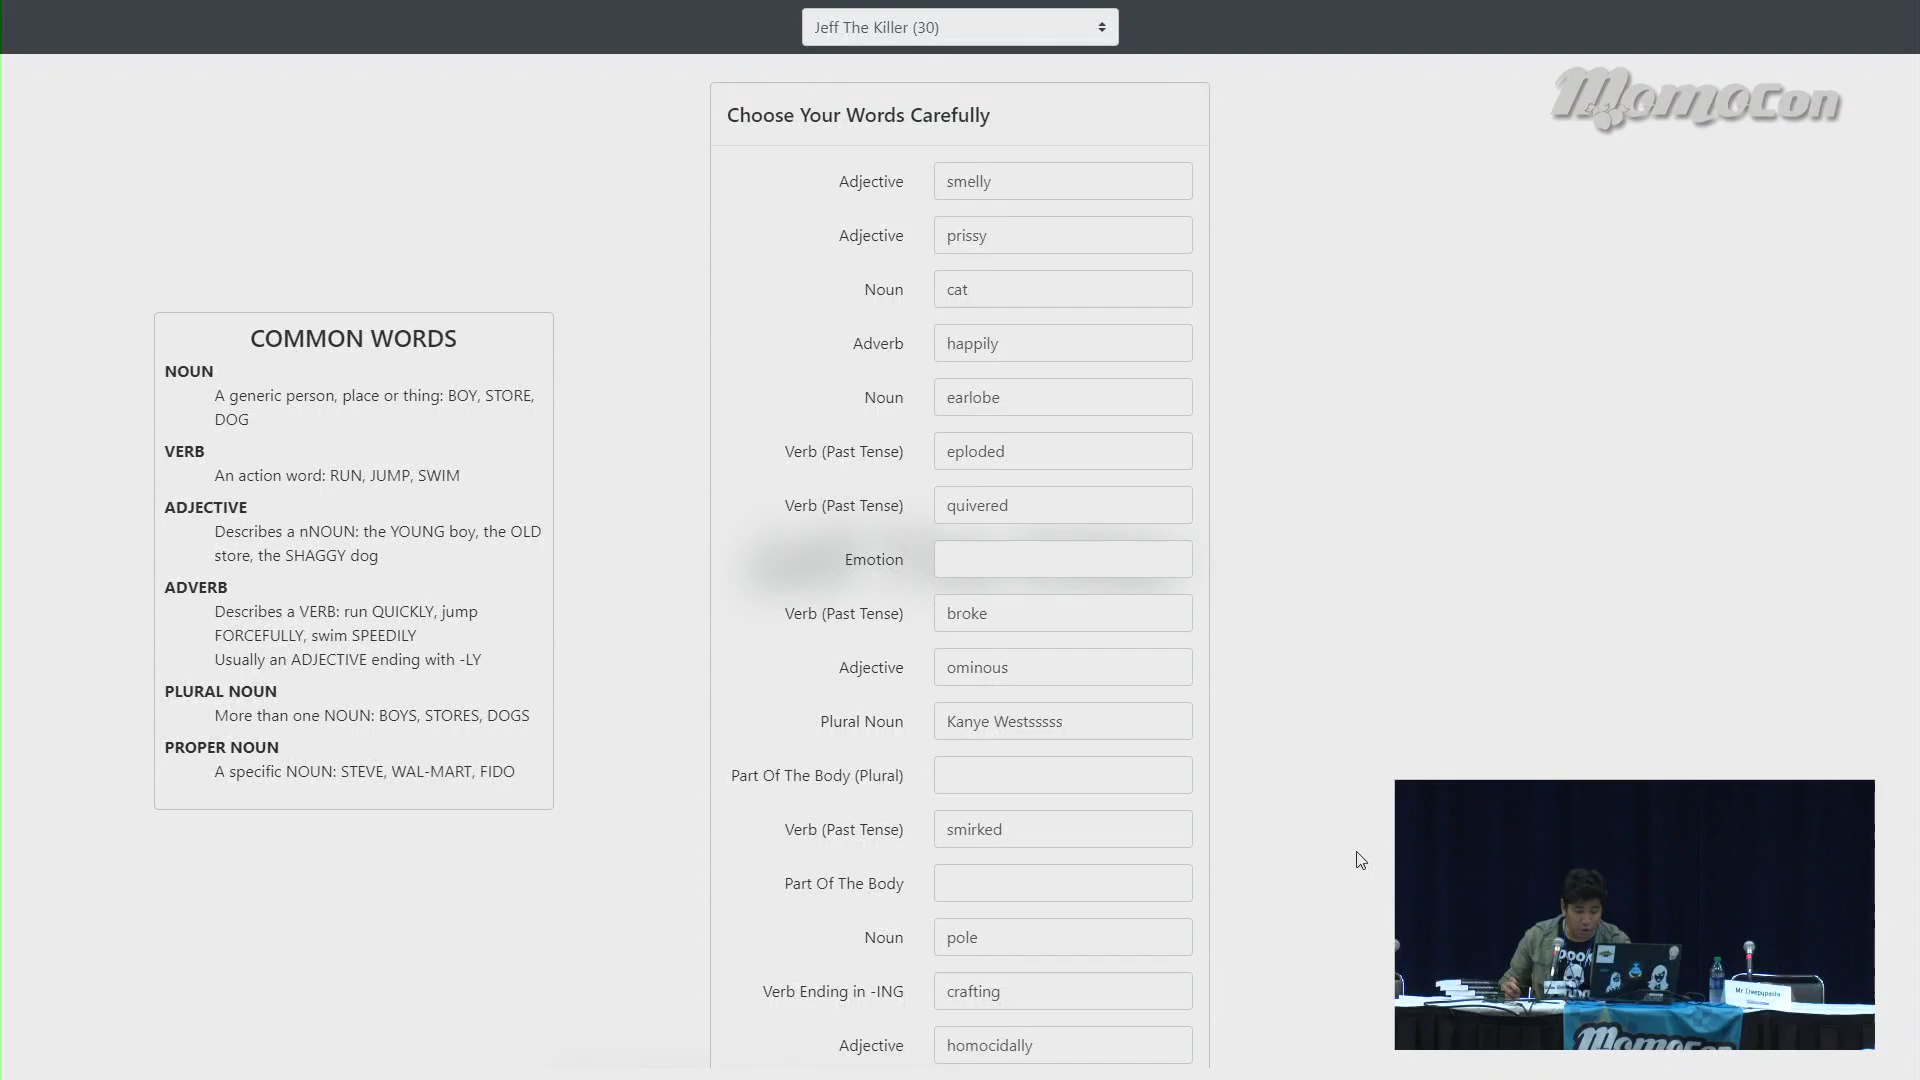 Jeff The Killer (30)
MomoCon
Choose Your Words Carefully
Adjective smelly
Adjective prissy
Noun cat
Adverb happily
Noun earlobe
Verb (Past Tense) eploded
Verb (Past Tense) quivered
Emotion
Verb (Past Tense) broke
Adjective ominous
Plural Noun Kanye Westsssss
Part Of The Body (Plural)
Verb (Past Tense) smirked
Part Of The Body
Noun pole
Verb Ending in -ING crafting
Adjective homocidally
COMMON WORDS
NOUN
A generic person, place or thing: BOY, STORE,
DOG
VERB
An action word: RUN, JUMP, SWIM
ADJECTIVE
Describes a nNOUN: the YOUNG boy, the OLD
store, the SHAGGY dog
ADVERB
Describes a VERB: run QUICKLY, jump
FORCEFULLY, swim SPEEDILY
Usually an ADJECTIVE ending with -LY
PLURAL NOUN
More than one NOUN: BOYS, STORES, DOGS
PROPER NOUN
A specific NOUN: STEVE, WAL-MART, FIDO
Mr Creepypasta
MomoCon